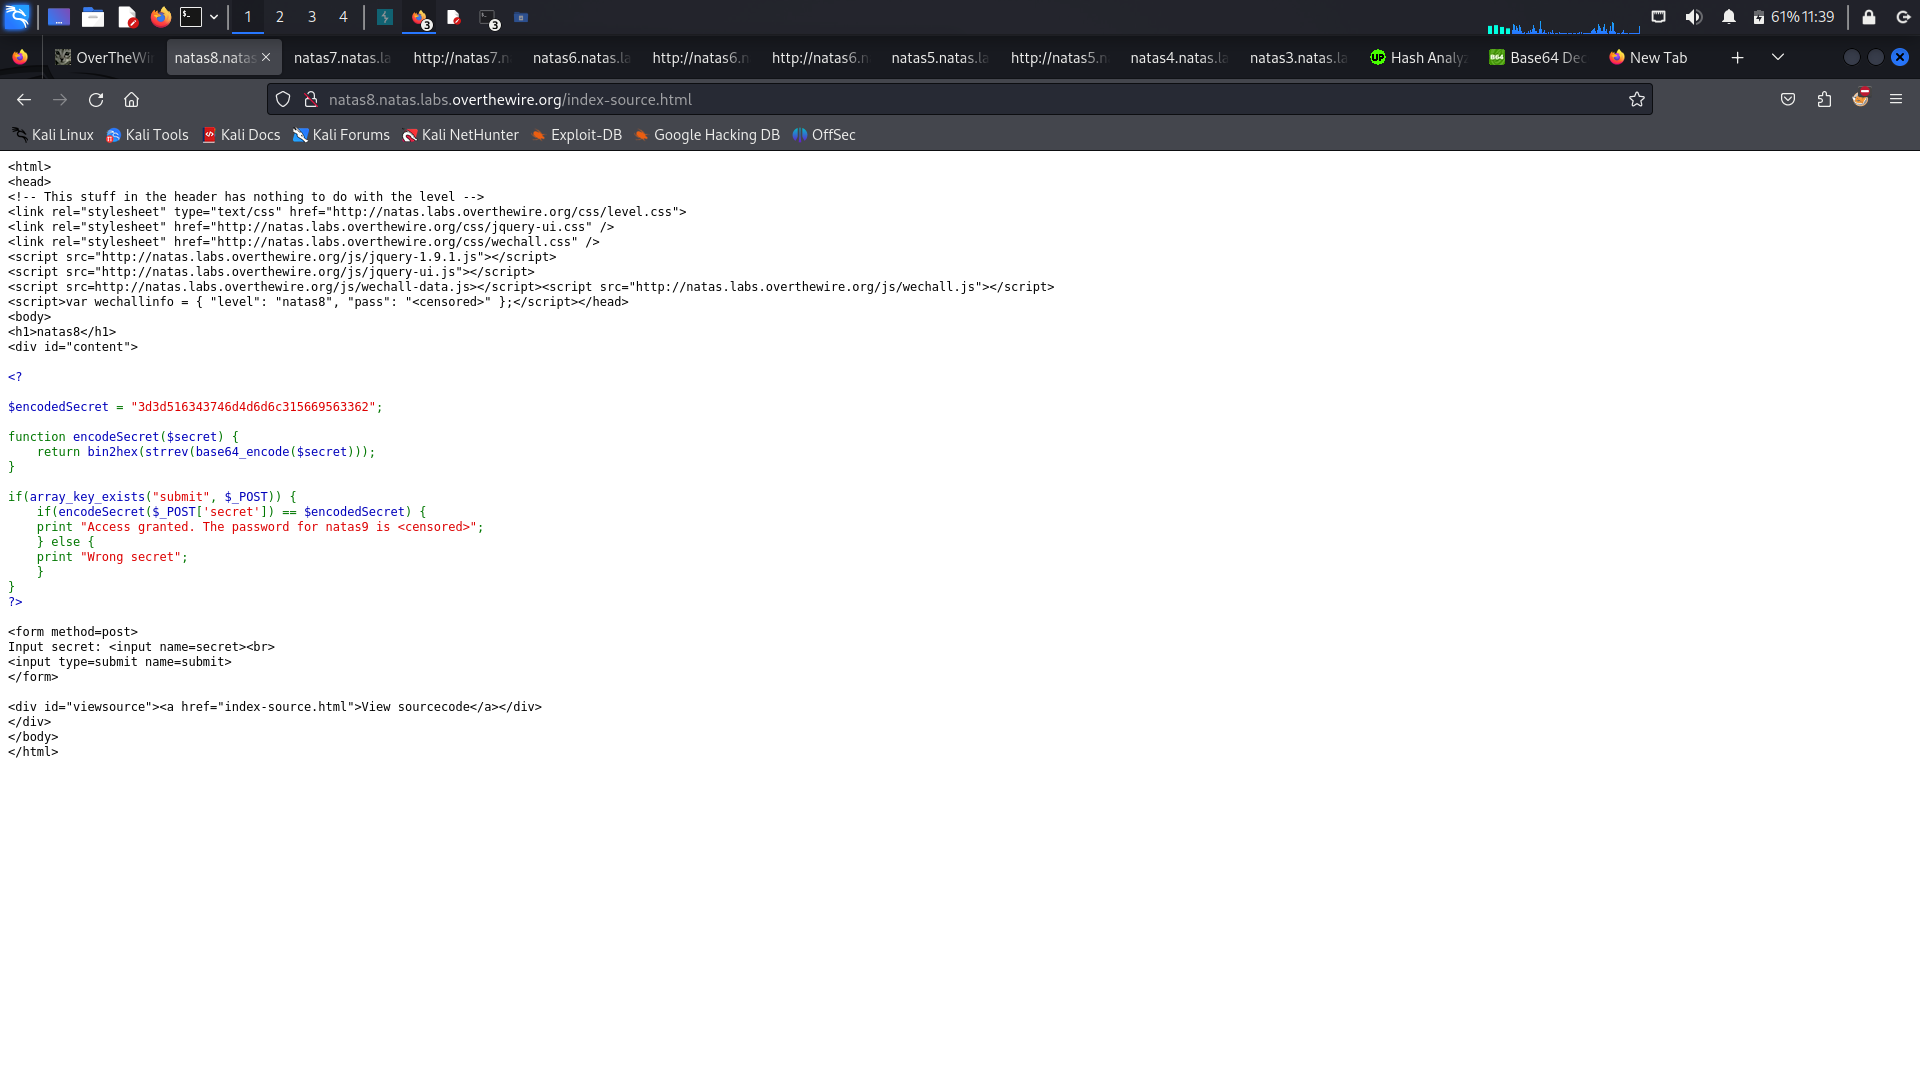 1 2 3 4 3 3 61% 11:39
OverTheWi natas8.natas natas7.natas.la http://natas7.n natas6.natas.la http://natas6.n http://natas6.n natas5.natas.la http://natas5.n natas4.natas.la natas3.natas.la Hash Analyz Base64 Dec New Tab
natas8.natas.labs.overthewire.org/index-source.html
Kali Linux Kali Tools Kali Docs Kali Forums Kali NetHunter Exploit-DB Google Hacking DB OffSec
<html>
<head>
<!-- This stuff in the header has nothing to do with the level -->
<link rel="stylesheet" type="text/css" href="http://natas.labs.overthewire.org/css/level.css">
<link rel="stylesheet" href="http://natas.labs.overthewire.org/css/jquery-ui.css" />
<link rel="stylesheet" href="http://natas.labs.overthewire.org/css/wechall.css" />
<script src="http://natas.labs.overthewire.org/js/jquery-1.9.1.js"></script>
<script src="http://natas.labs.overthewire.org/js/jquery-ui.js"></script>
<script src=http://natas.labs.overthewire.org/js/wechall-data.js></script><script src="http://natas.labs.overthewire.org/js/wechall.js"></script>
<script>var wechallinfo = { "level": "natas8", "pass": "<censored>" };</script></head>
<body>
<h1>natas8</h1>
<div id="content">
<?
$encodedSecret = "3d3d516343746d4d6d6c315669563362";
function encodeSecret($secret) {
    return bin2hex(strrev(base64_encode($secret)));
}
if(array_key_exists("submit", $_POST)) {
    if(encodeSecret($_POST['secret']) == $encodedSecret) {
    print "Access granted. The password for natas9 is <censored>";
    } else {
    print "Wrong secret";
    }
}
?>
<form method=post>
Input secret: <input name=secret><br>
<input type=submit name=submit>
</form>
<div id="viewsource"><a href="index-source.html">View sourcecode</a></div>
</div>
</body>
</html>